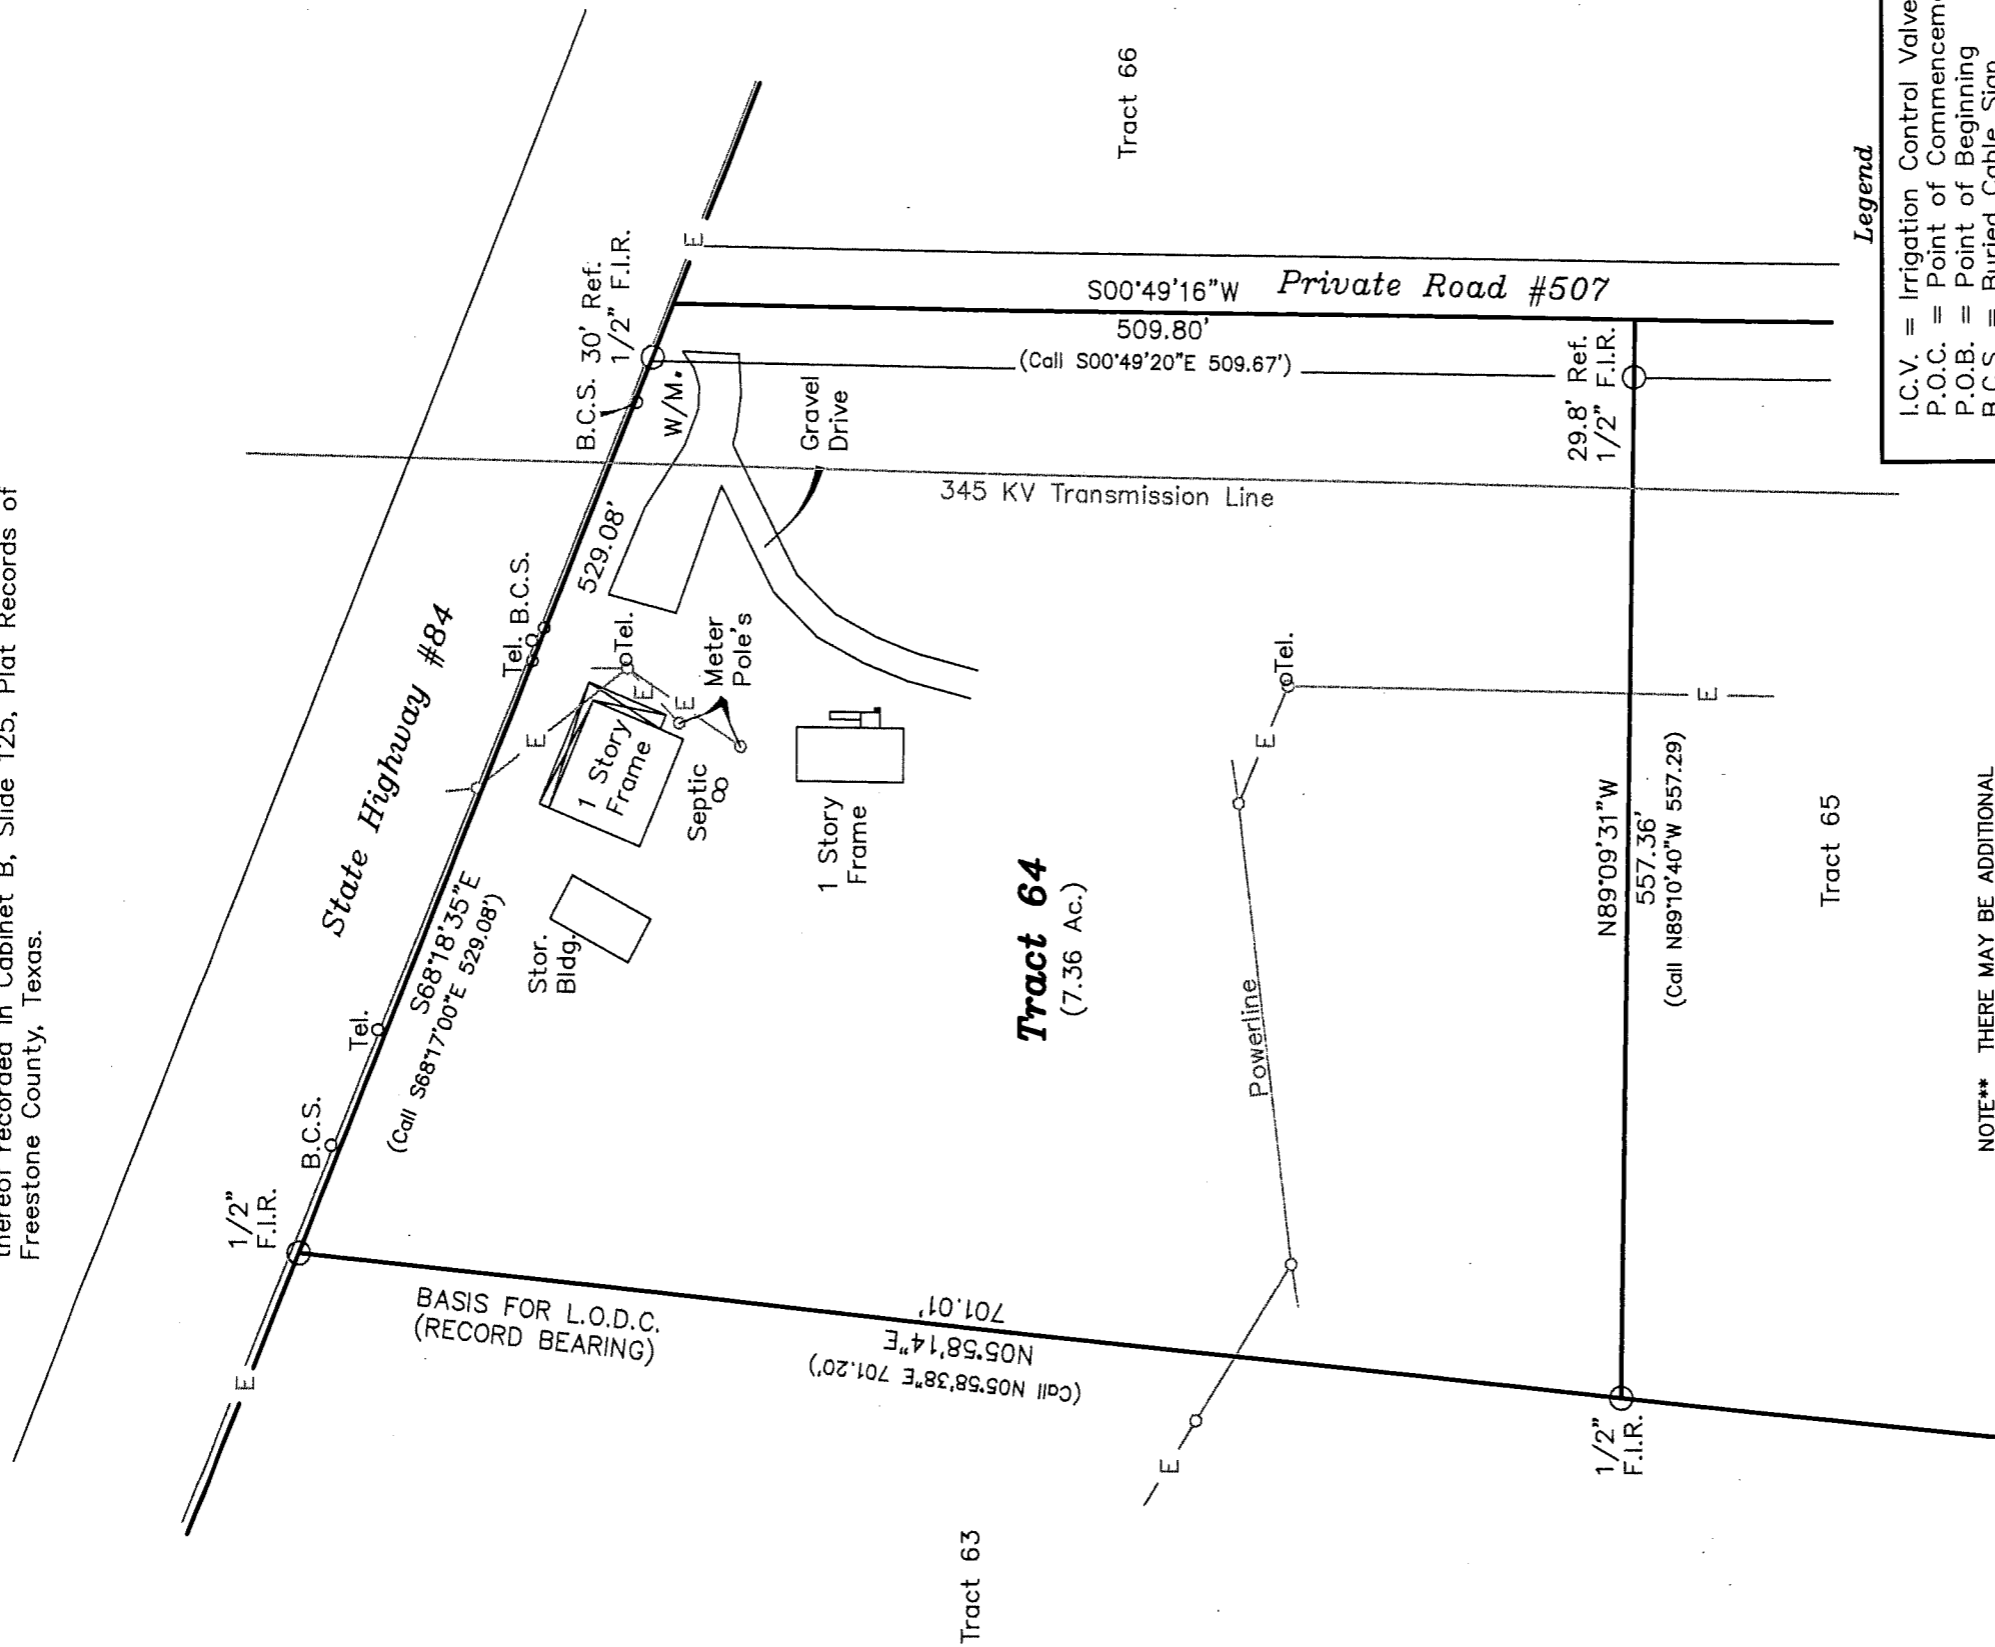 thereof recorded in Cabinet B, Slide 125, Plat Records of
Freestone County, Texas.
State Highway #84
1/2"
F.I.R.
B.C.S.
Tel.
S68°18'35"E
529.08'
(Call S68°17'00"E 529.08')
Tel.
B.C.S.
B.C.S.
30' Ref.
1/2" F.I.R.
W/M.
E
E
E
E
E
Tel.
Stor.
Bldg.
1 Story
Frame
Septic
Meter
Pole's
1 Story
Frame
Gravel
Drive
345 KV Transmission Line
S00°49'16"W
509.80'
(Call S00°49'20"E 509.67')
Private Road #507
Tract 66
BASIS FOR L.O.D.C.
(RECORD BEARING)
701.01'
N05°58'14"E
(Call N05°58'38"E 701.20')
Tract 63
Tract 64
(7.36 Ac.)
Powerline
E
E
E
Tel.
29.8' Ref.
1/2" F.I.R.
N89°09'31"W
557.36'
(Call N89°10'40"W 557.29)
1/2"
F.I.R.
Tract 65
Legend
I.C.V. = Irrigation Control Valve
P.O.C. = Point of Commencem
P.O.B. = Point of Beginning
B.C.S. = Buried Cable Sign
NOTE** THERE MAY BE ADDITIONAL